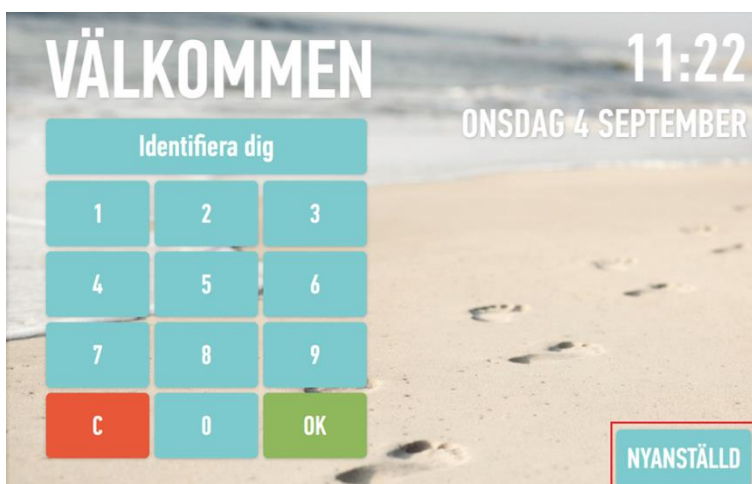 VÄLKOMMEN
11:22
ONSDAG 4 SEPTEMBER
Identifiera dig
1 2 3
4 5 6
7 8 9
C 0 OK
NYANSTÄLLD